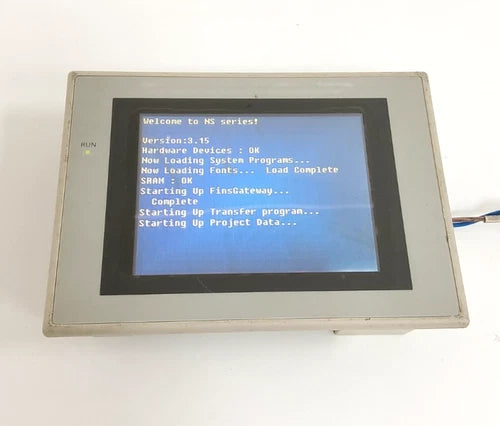 Welcome to NS series!
Version:3.15
Hardware Devices : OK
Now Loading System Programs...
Now Loading Fonts... Load Complete
SRAM : OK
Starting Up FinsGateway...
Complete
Starting Up Transfer program...
Starting Up Project Data...
RUN